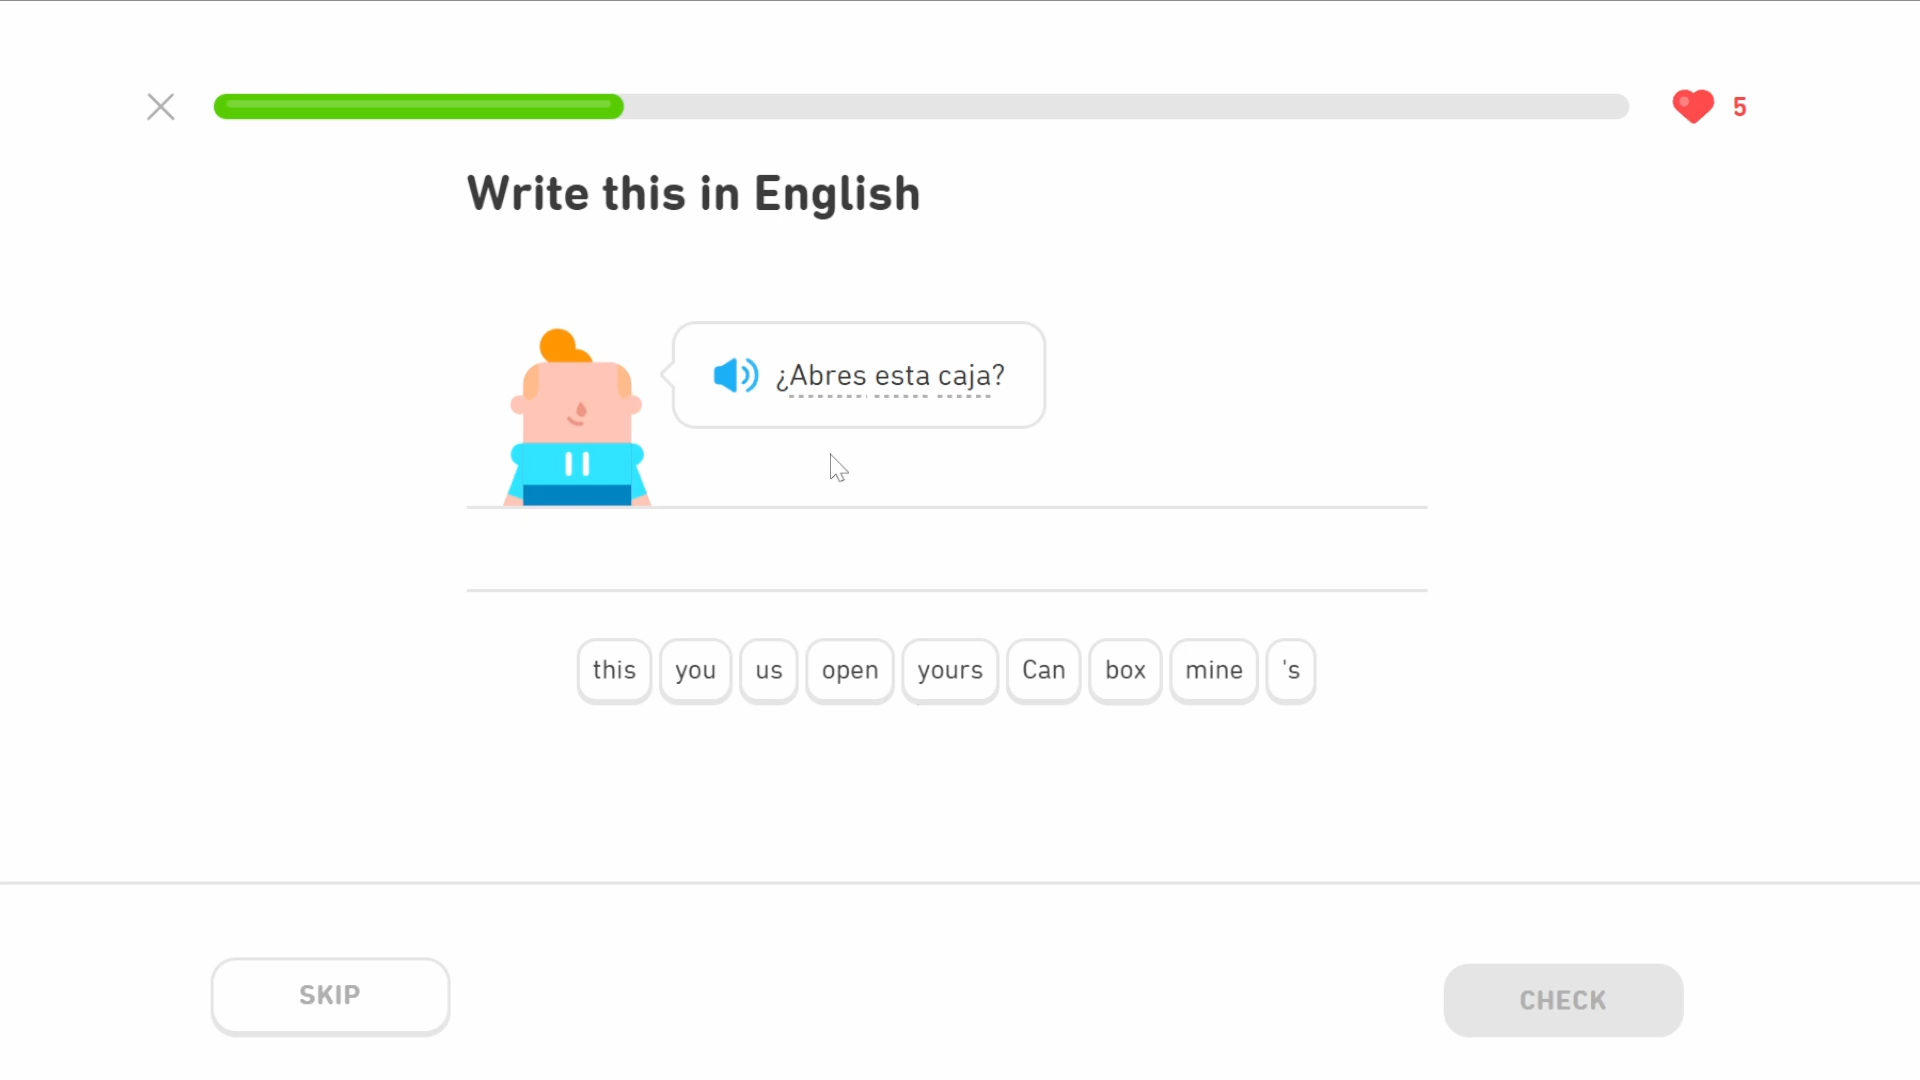 5
Write this in English
¿Abres esta caja?
this you us open yours Can box mine 's
SKIP
CHECK